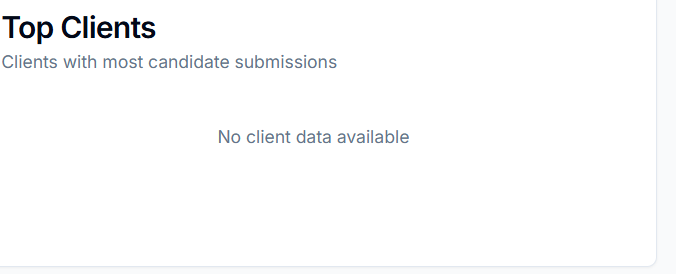 Top Clients
Clients with most candidate submissions
No client data available